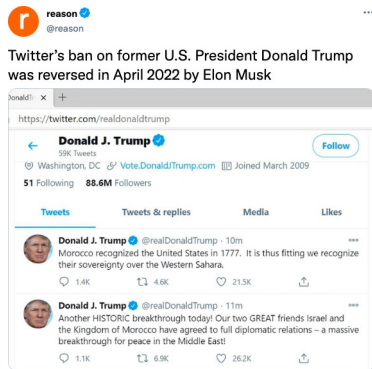 reason
@reason
Twitter's ban on former U.S. President Donald Trump
was reversed in April 2022 by Elon Musk
DonaldTr × +
https://twitter.com/realdonaldtrump
Donald J. Trump
59K Tweets
Follow
Washington, DC Vote.DonaldJTrump.com Joined March 2009
51 Following 88.6M Followers
Tweets Tweets & replies Media Likes
Donald J. Trump @realDonaldTrump · 10m
Morocco recognized the United States in 1777. It is thus fitting we recognize
their sovereignty over the Western Sahara.
1.4K 4.6K 21.5K
Donald J. Trump @realDonaldTrump · 11m
Another HISTORIC breakthrough today! Our two GREAT friends Israel and
the Kingdom of Morocco have agreed to full diplomatic relations – a massive
breakthrough for peace in the Middle East!
1.1K 6.9K 26.2K